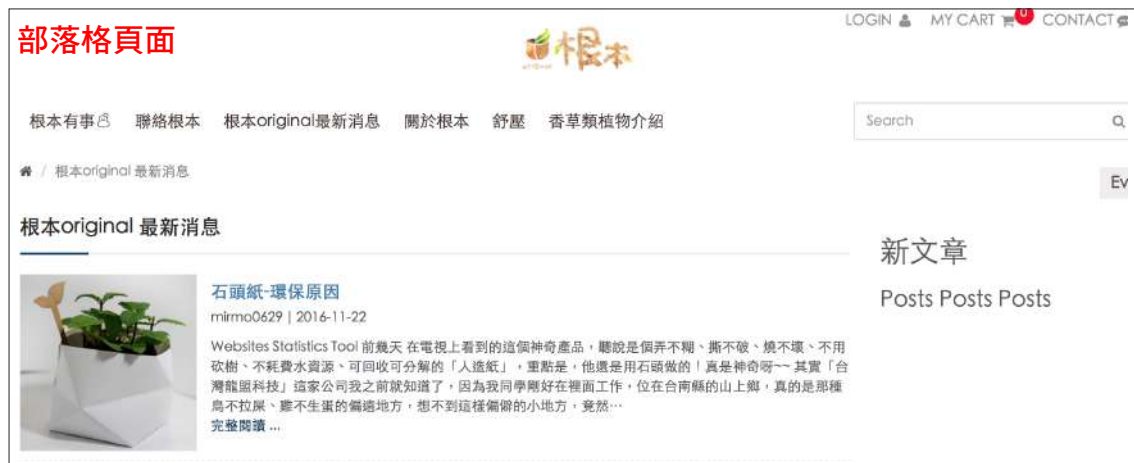 部落格頁面
LOGIN MY CART 0 CONTACT
根本
根本有事 聯絡根本 根本original最新消息 關於根本 舒壓 香草類植物介紹
Search
/ 根本original 最新消息
Ev
根本original 最新消息
新文章
Posts Posts Posts
石頭紙-環保原因
mirmo0629 | 2016-11-22
Websites Statistics Tool 前幾天 在電視上看到的這個神奇產品,聽說是個弄不糊、撕不破、燒不壞、不用
砍樹、不耗費水資源、可回收可分解的「人造紙」,重點是,他還是用石頭做的「真是神奇呀~~ 其實「台
灣龍盟科技」這家公司我之前就知道了,因為我同學剛好在裡面工作,位在台南縣的山上鄉,真的是那種
鳥不拉屎、雞不生蛋的偏遠地方,想不到這樣偏僻的小地方,竟然…
完整閱讀 ...